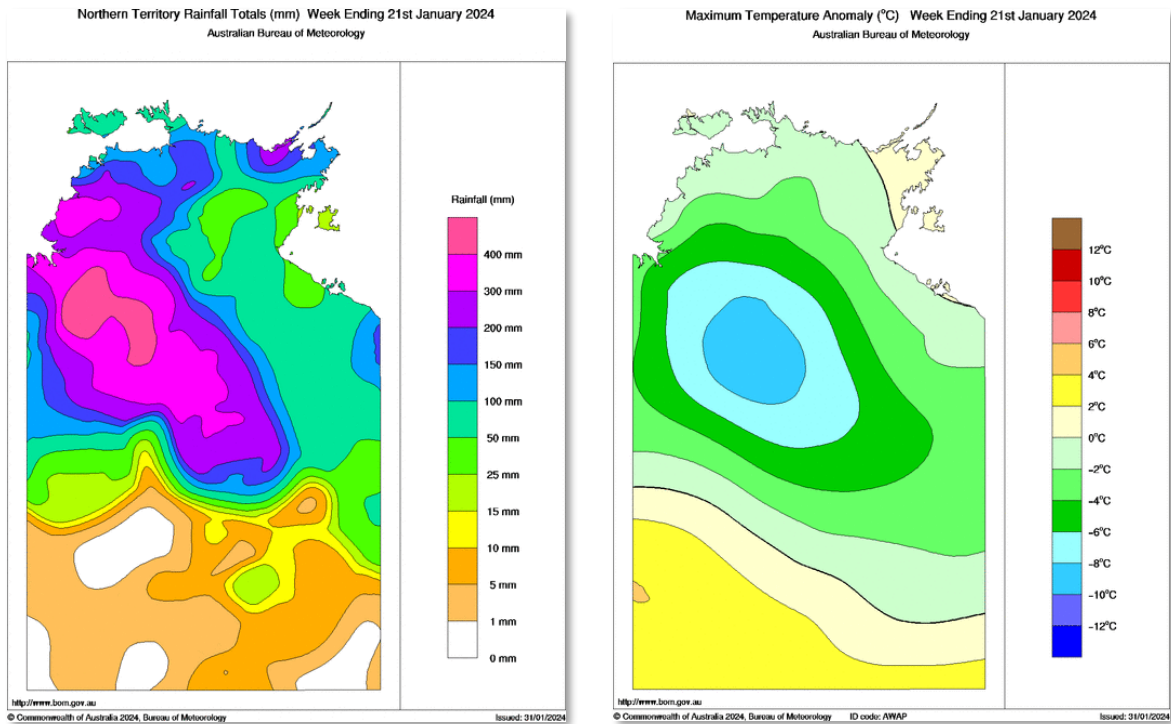 Northern Territory Rainfall Totals (mm) Week Ending 21st January 2024
Australian Bureau of Meteorology
Rainfall (mm)
400 mm
300 mm
200 mm
150 mm
100 mm
50 mm
25 mm
15 mm
10 mm
5 mm
1 mm
0 mm
http://www.bom.gov.au
© Commonwealth of Australia 2024, Bureau of Meteorology
Issued: 31/01/2024
Maximum Temperature Anomaly (°C) Week Ending 21st January 2024
Australian Bureau of Meteorology
12°C
10°C
8°C
6°C
4°C
2°C
0°C
-2°C
-4°C
-6°C
-8°C
-10°C
-12°C
http://www.bom.gov.au
© Commonwealth of Australia 2024, Bureau of Meteorology
ID code: AWAP
Issued: 31/01/2024